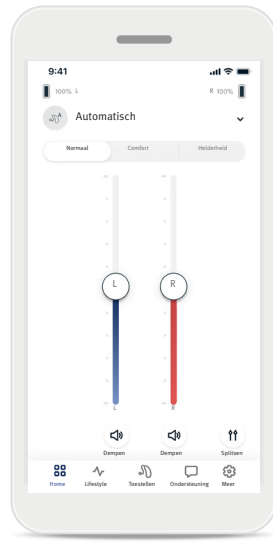 9:41
100% L R 100%
A
Automatisch
Normaal Comfort Helderheid
L R
L R
Dempen Dempen Splitsen
Home Lifestyle Toestellen Ondersteuning Meer